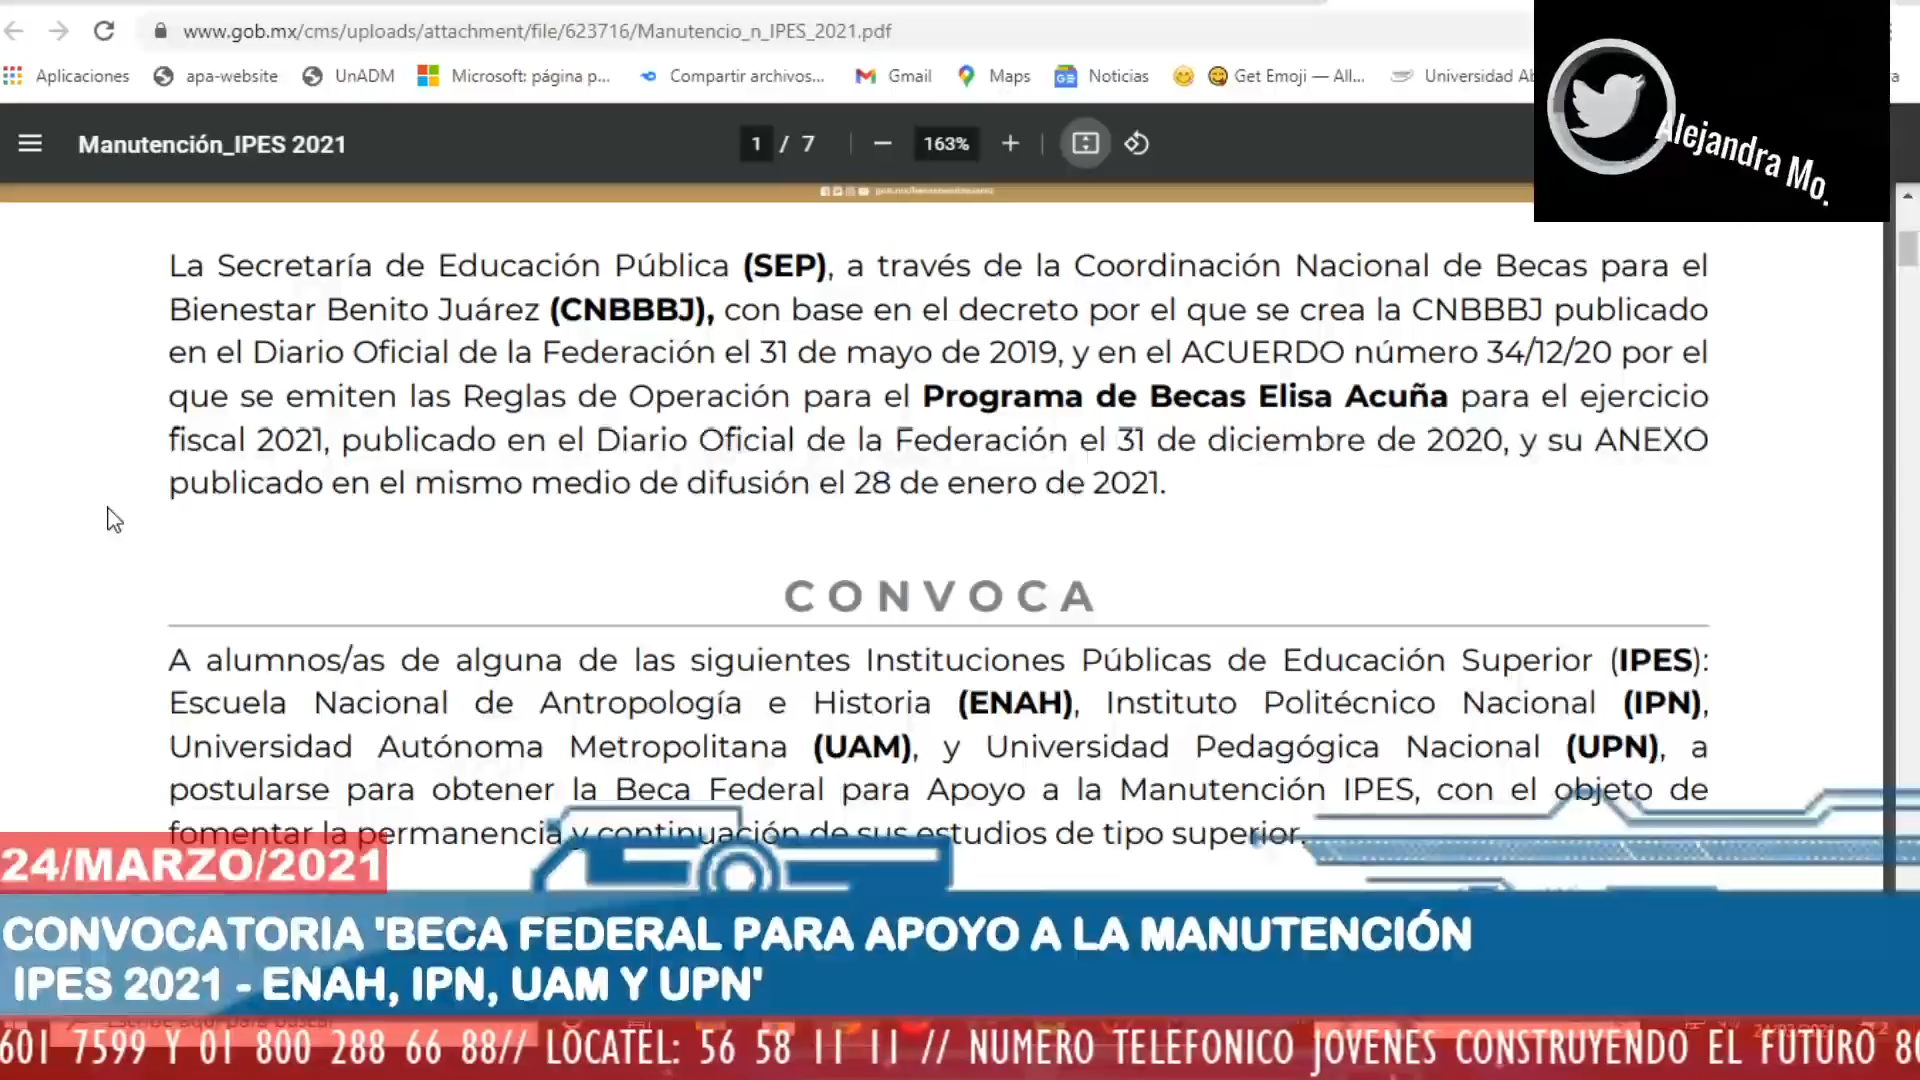 www.gob.mx/cms/uploads/attachment/file/623716/Manutencio_n_IPES_2021.pdf
Aplicaciones apa-website UnADM Microsoft: página p... Compartir archivos... Gmail Maps Noticias Get Emoji — All... Universidad Ab
Alejandra Mo.
Manutención_IPES 2021 1 / 7 163%
La Secretaría de Educación Pública (SEP), a través de la Coordinación Nacional de Becas para el
Bienestar Benito Juárez (CNBBBJ), con base en el decreto por el que se crea la CNBBBJ publicado
en el Diario Oficial de la Federación el 31 de mayo de 2019, y en el ACUERDO número 34/12/20 por el
que se emiten las Reglas de Operación para el Programa de Becas Elisa Acuña para el ejercicio
fiscal 2021, publicado en el Diario Oficial de la Federación el 31 de diciembre de 2020, y su ANEXO
publicado en el mismo medio de difusión el 28 de enero de 2021.
CONVOCA
A alumnos/as de alguna de las siguientes Instituciones Públicas de Educación Superior (IPES):
Escuela Nacional de Antropología e Historia (ENAH), Instituto Politécnico Nacional (IPN),
Universidad Autónoma Metropolitana (UAM), y Universidad Pedagógica Nacional (UPN), a
postularse para obtener la Beca Federal para Apoyo a la Manutención IPES, con el objeto de
fomentar la permanencia y continuación de sus estudios de tipo superior.
24/MARZO/2021
CONVOCATORIA 'BECA FEDERAL PARA APOYO A LA MANUTENCIÓN
IPES 2021 - ENAH, IPN, UAM Y UPN'
601 7599 Y 01 800 288 66 88// LOCATEL: 56 58 11 11 // NUMERO TELEFONICO JOVENES CONSTRUYENDO EL FUTURO 80